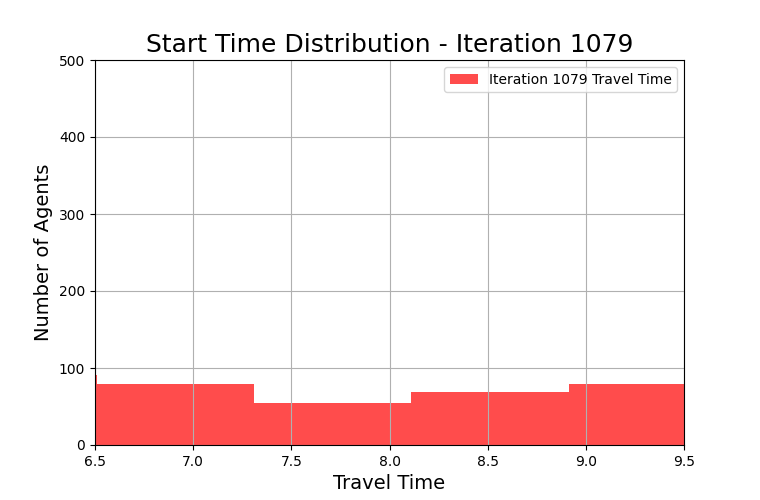 Start Time Distribution - Iteration 1079
Iteration 1079 Travel Time
Number of Agents
500
400
300
200
100
0
6.5 7.0 7.5 8.0 8.5 9.0 9.5
Travel Time